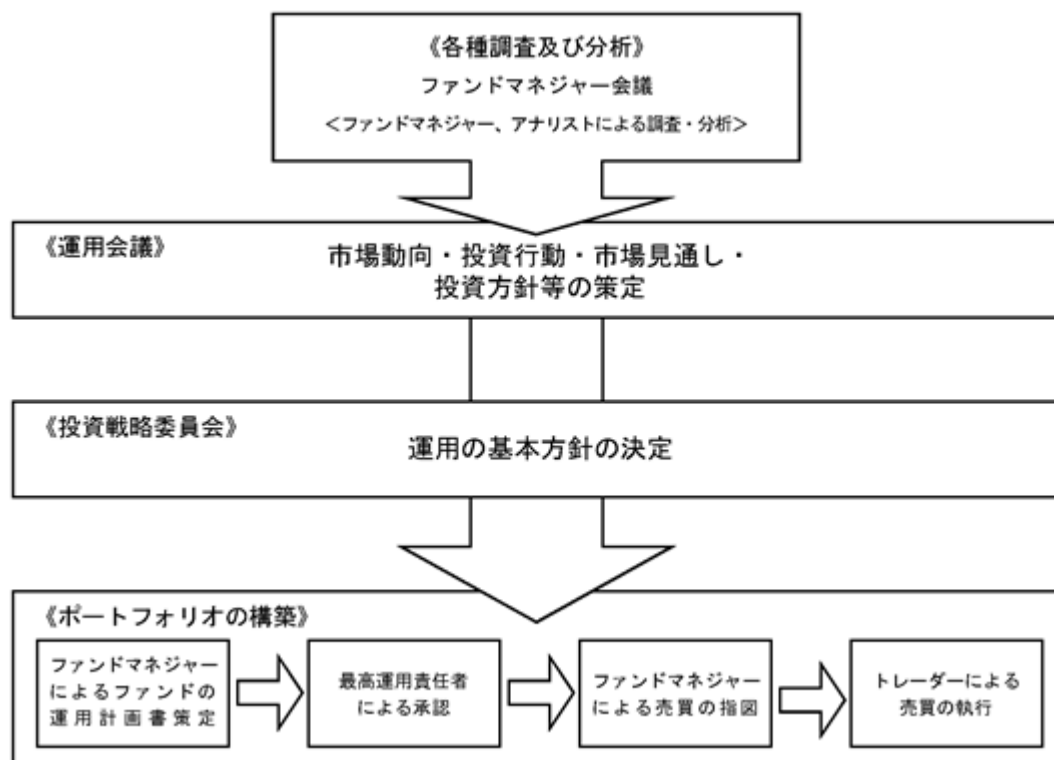 《各種調査及び分析》
ファンドマネジャー会議
<ファンドマネジャー、アナリストによる調査・分析>
《運用会議》
市場動向・投資行動・市場見通し・
投資方針等の策定
《投資戦略委員会》
運用の基本方針の決定
《ポートフォリオの構築》
ファンドマネジャー
によるファンドの
運用計画書策定
最高運用責任者
による承認
ファンドマネジャー
による売買の指図
トレーダーによる
売買の執行